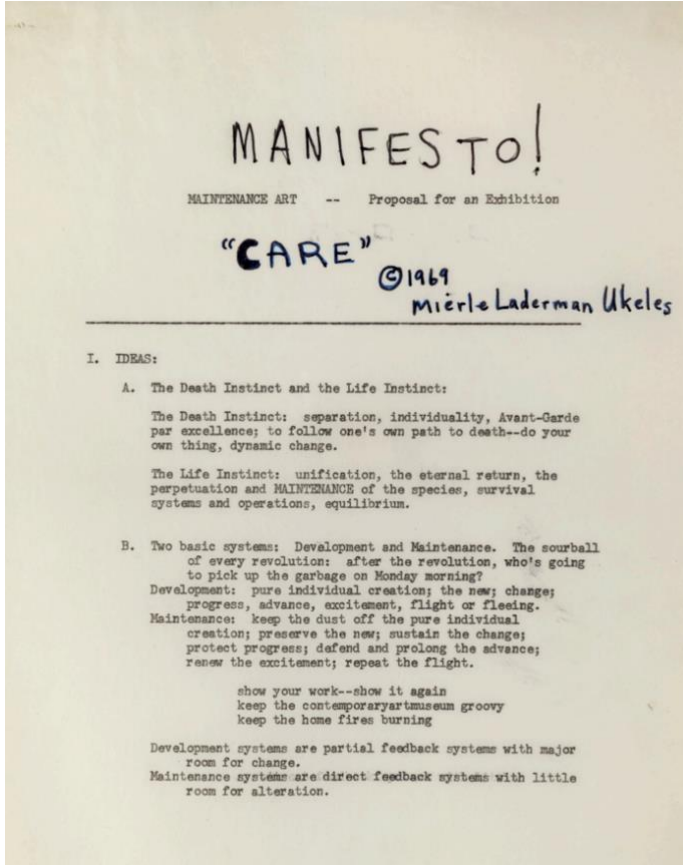 MANIFESTO!
MAINTENANCE ART -- Proposal for an Exhibition
"CARE"
©1969
Mierle Laderman Ukeles
I. IDEAS:
A. The Death Instinct and the Life Instinct:
The Death Instinct: separation, individuality, Avant-Garde
par excellence; to follow one's own path to death--do your
own thing, dynamic change.
The Life Instinct: unification, the eternal return, the
perpetuation and MAINTENANCE of the species, survival
systems and operations, equilibrium.
B. Two basic systems: Development and Maintenance. The sourball
of every revolution: after the revolution, who's going
to pick up the garbage on Monday morning?
Development: pure individual creation; the new; change;
progress, advance, excitement, flight or fleeing.
Maintenance: keep the dust off the pure individual
creation; preserve the new; sustain the change;
protect progress; defend and prolong the advance;
renew the excitement; repeat the flight.
show your work--show it again
keep the contemporaryartmuseum groovy
keep the home fires burning
Development systems are partial feedback systems with major
room for change.
Maintenance systems are direct feedback systems with little
room for alteration.